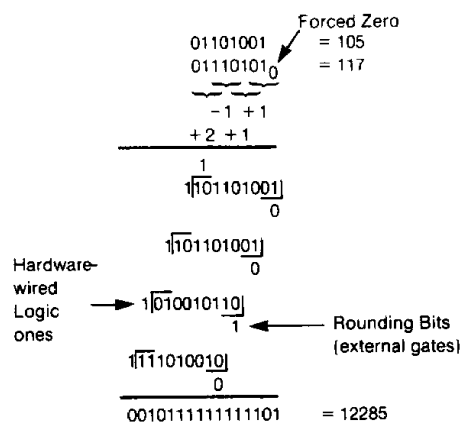 Forced Zero
01101001 = 105
01110101 0 = 117
-1 +1
+2 +1
1
1 101101001
0
1 101101001
0
Hardware-
wired
Logic
ones
1 010010110
1
Rounding Bits
(external gates)
1 111010010
0
0010111111111101 = 12285